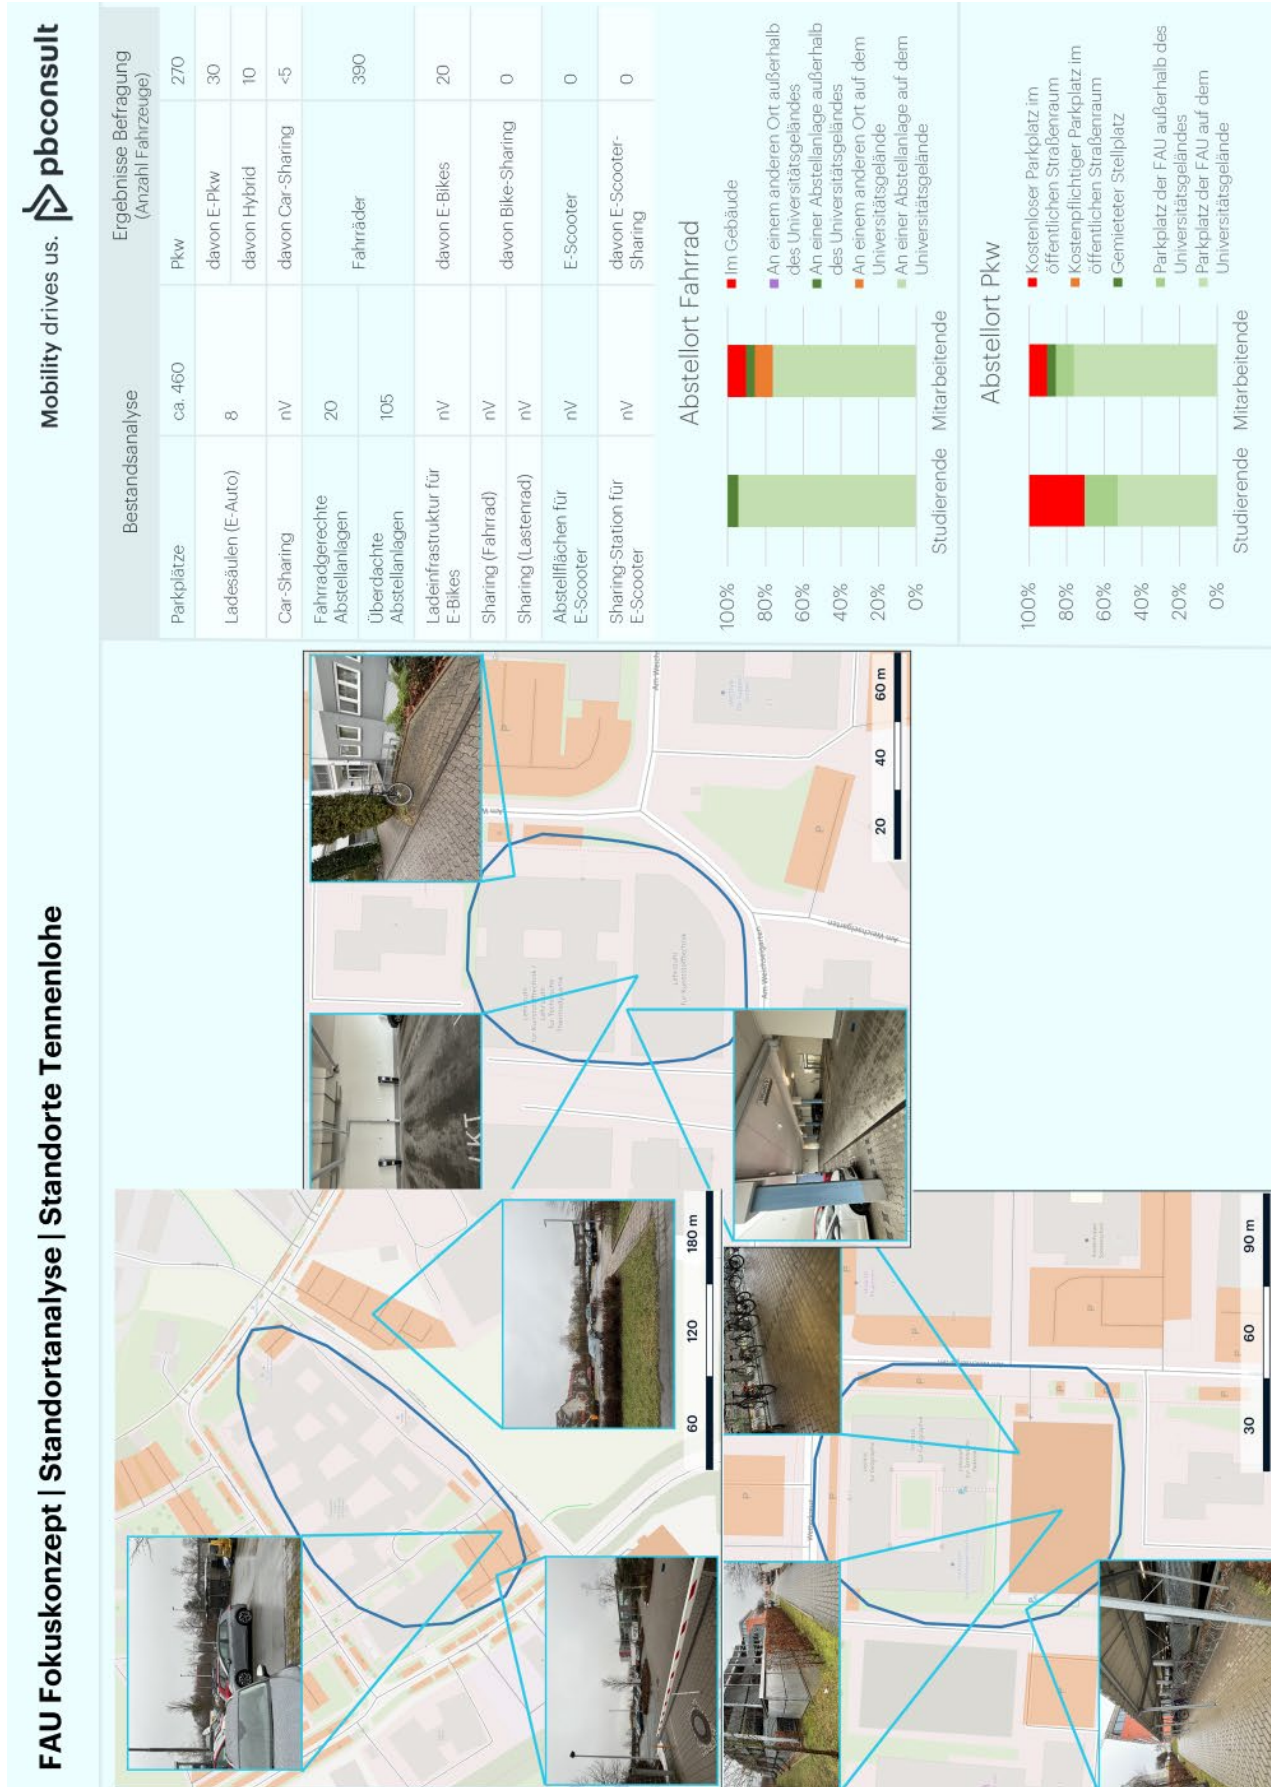 FAU Fokuskonzept | Standortanalyse | Standorte Tennenlohe
Mobility drives us.
pbconsult
Bestandsanalyse
Ergebnisse Befragung
(Anzahl Fahrzeuge)
Parkplätze ca. 460 Pkw 270
Ladesäulen (E-Auto) 8 davon E-Pkw 30
davon Hybrid 10
Car-Sharing nV davon Car-Sharing <5
Fahrradgerechte
Abstellanlagen
20
Fahrräder 390
Überdachte
Abstellanlagen
105
Ladeinfrastruktur für
E-Bikes
nV davon E-Bikes 20
Sharing (Fahrrad) nV
davon Bike-Sharing 0
Sharing (Lastenrad) nV
Abstellflächen für
E-Scooter
nV E-Scooter 0
Sharing-Station für
E-Scooter
nV
davon E-Scooter-
Sharing
0
Abstellort Fahrrad
100%
80%
60%
40%
20%
0%
Studierende Mitarbeitende
Im Gebäude
An einem anderen Ort außerhalb
des Universitätsgeländes
An einer Abstellanlage außerhalb
des Universitätsgeländes
An einem anderen Ort auf dem
Universitätsgelände
An einer Abstellanlage auf dem
Universitätsgelände
Abstellort Pkw
100%
80%
60%
40%
20%
0%
Studierende Mitarbeitende
Kostenloser Parkplatz im
öffentlichen Straßenraum
Kostenpflichtiger Parkplatz im
öffentlichen Straßenraum
Gemieteter Stellplatz
Parkplatz der FAU außerhalb des
Universitätsgeländes
Parkplatz der FAU auf dem
Universitätsgelände
60 120 180 m
20 40 60 m
30 60 90 m
Am Weichselgarten
Am Weichselgarten
Lehrstuhl
für Kunststofftechnik
LKT
P
P
P
P
P
P